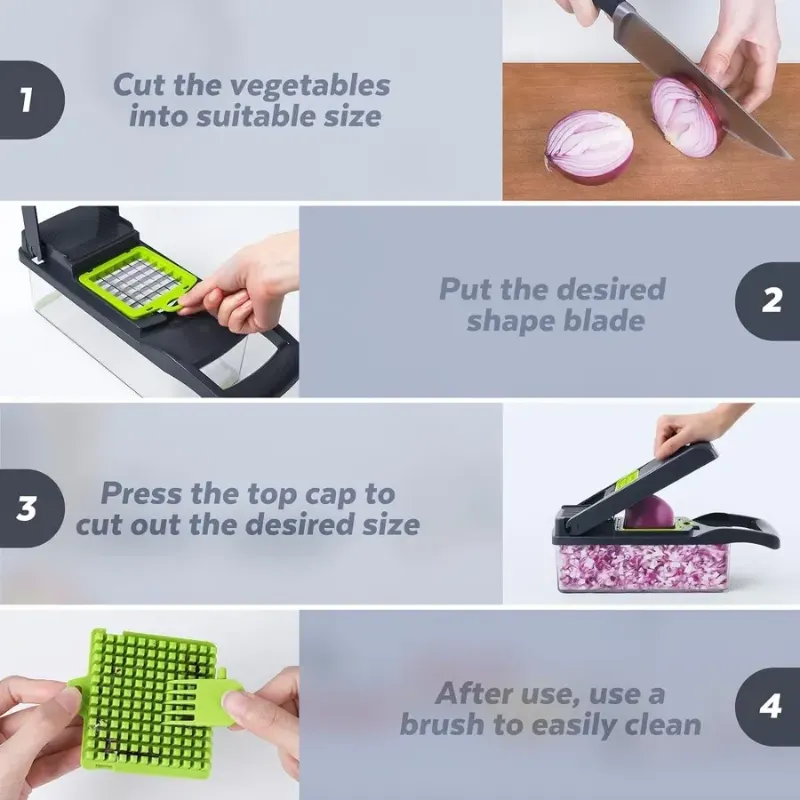 1
Cut the vegetables
into suitable size
Put the desired
shape blade
2
3
Press the top cap to
cut out the desired size
After use, use a
brush to easily clean
4